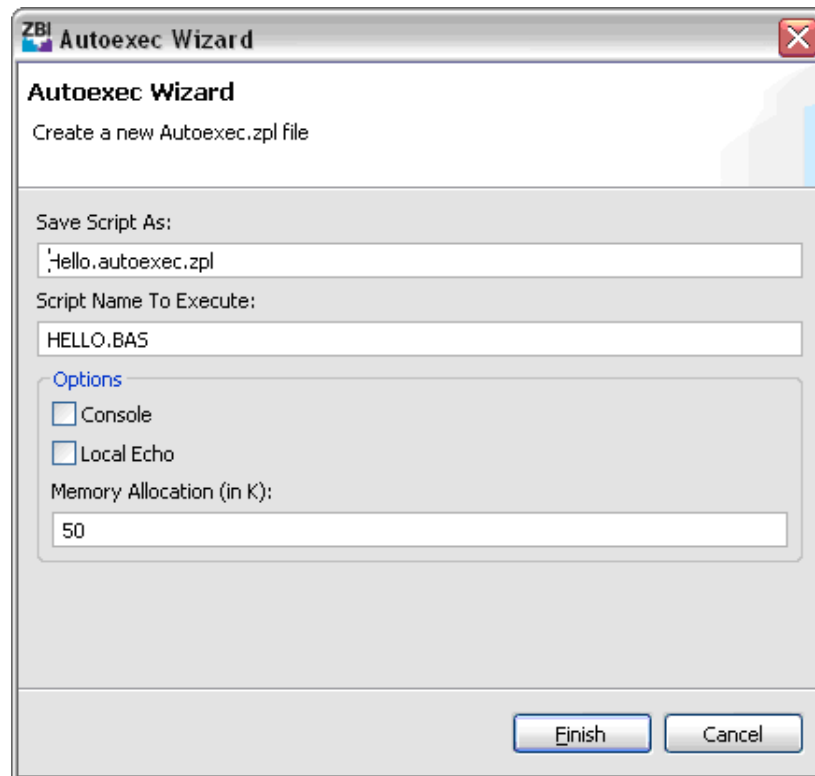 ZBI Autoexec Wizard
Autoexec Wizard
Create a new Autoexec.zpl file
Save Script As:
Hello.autoexec.zpl
Script Name To Execute:
HELLO.BAS
Options
Console
Local Echo
Memory Allocation (in K):
50
Finish Cancel